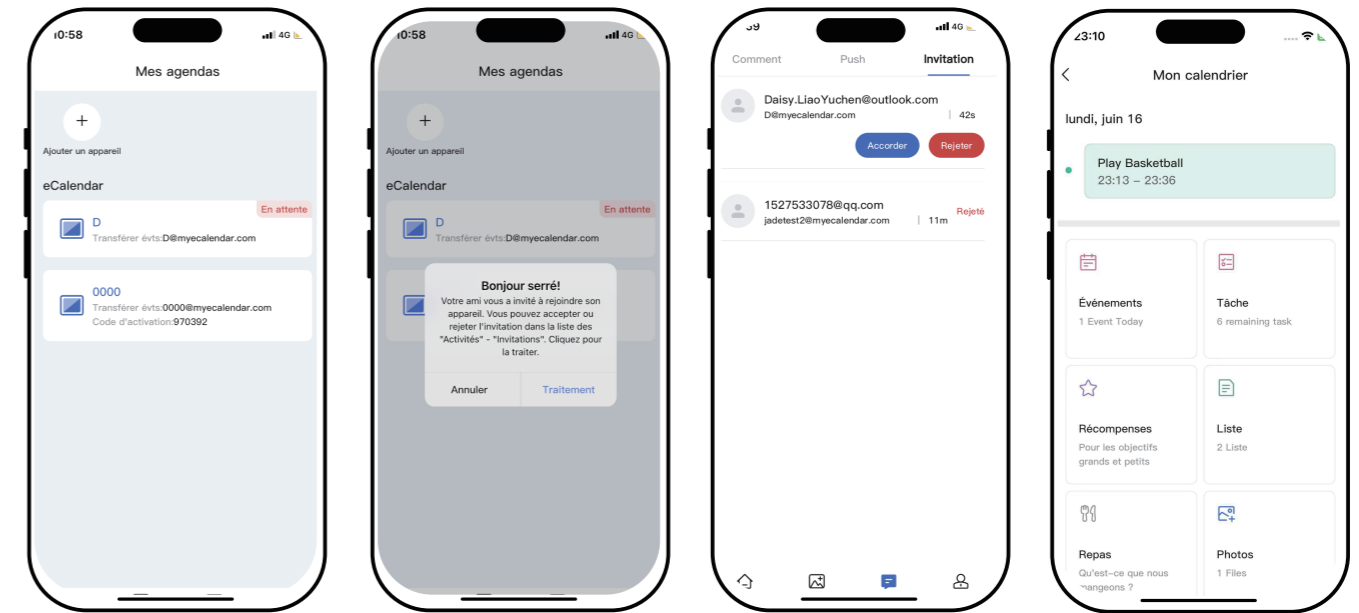 10:58
4G
Mes agendas
+
Ajouter un appareil
eCalendar
En attente
D
Transférer évts:D@myecalendar.com
0000
Transférer évts:0000@myecalendar.com
Code d'activation:970392
10:58
4G
Mes agendas
+
Ajouter un appareil
eCalendar
En attente
D
Transférer évts:D@myecalendar.com
Bonjour serré!
Votre ami vous a invité à rejoindre son
appareil. Vous pouvez accepter ou
rejeter l'invitation dans la liste des
"Activités" - "Invitations". Cliquez pour
la traiter.
Annuler
Traitement
4G
Comment Push Invitation
Daisy.LiaoYuchen@outlook.com
D@myecalendar.com | 42s
Accorder Rejeter
1527533078@qq.com
jadetest2@myecalendar.com | 11m
Rejeté
23:10
Mon calendrier
lundi, juin 16
Play Basketball
23:13 – 23:36
Événements
1 Event Today
Tâche
6 remaining task
Récompenses
Pour les objectifs
grands et petits
Liste
2 Liste
Repas
Qu'est-ce que nous
mangeons ?
Photos
1 Files